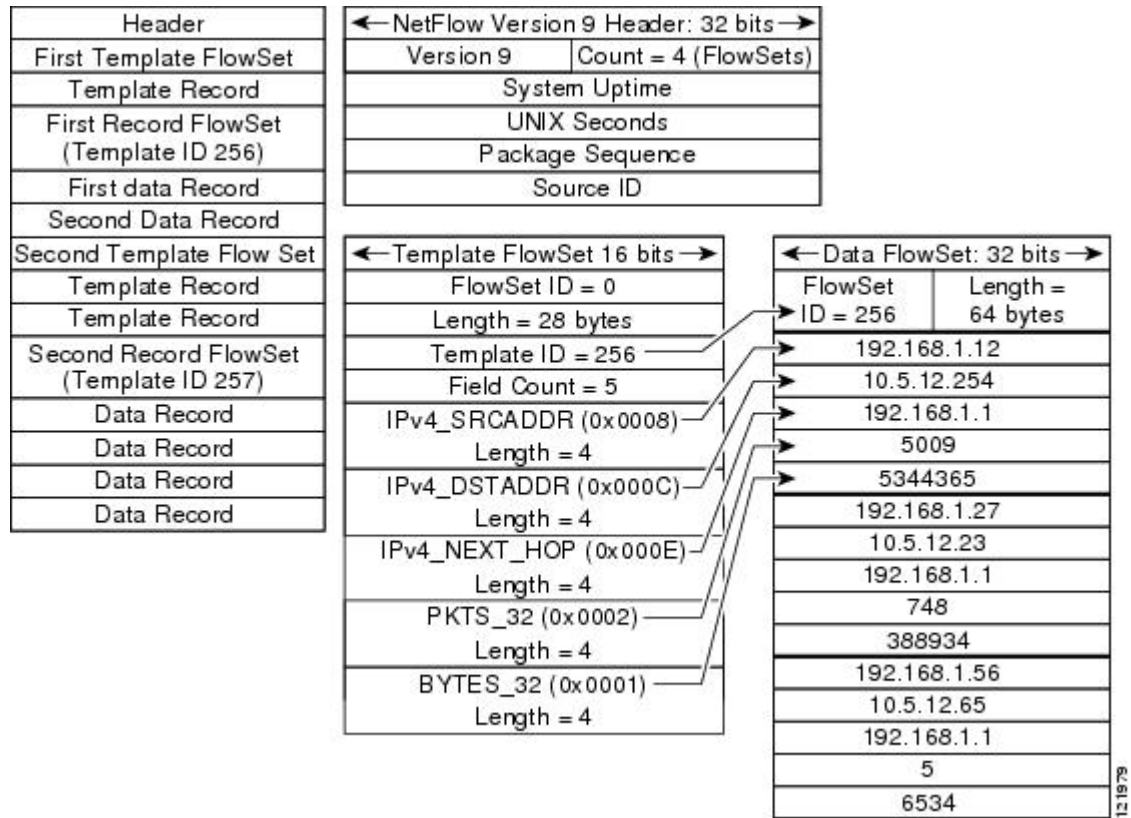 Header
First Template FlowSet
Template Record
First Record FlowSet
(Template ID 256)
First data Record
Second Data Record
Second Template Flow Set
Template Record
Template Record
Second Record FlowSet
(Template ID 257)
Data Record
Data Record
Data Record
Data Record
NetFlow Version 9 Header: 32 bits
Version 9
Count = 4 (FlowSets)
System Uptime
UNIX Seconds
Package Sequence
Source ID
Template FlowSet 16 bits
FlowSet ID = 0
Length = 28 bytes
Template ID = 256
Field Count = 5
IPv4_SRCADDR (0x0008)
Length = 4
IPv4_DSTADDR (0x000C)
Length = 4
IPv4_NEXT_HOP (0x000E)
Length = 4
PKTS_32 (0x0002)
Length = 4
BYTES_32 (0x0001)
Length = 4
Data FlowSet: 32 bits
FlowSet
ID = 256
Length =
64 bytes
192.168.1.12
10.5.12.254
192.168.1.1
5009
5344365
192.168.1.27
10.5.12.23
192.168.1.1
748
388934
192.168.1.56
10.5.12.65
192.168.1.1
5
6534
121979